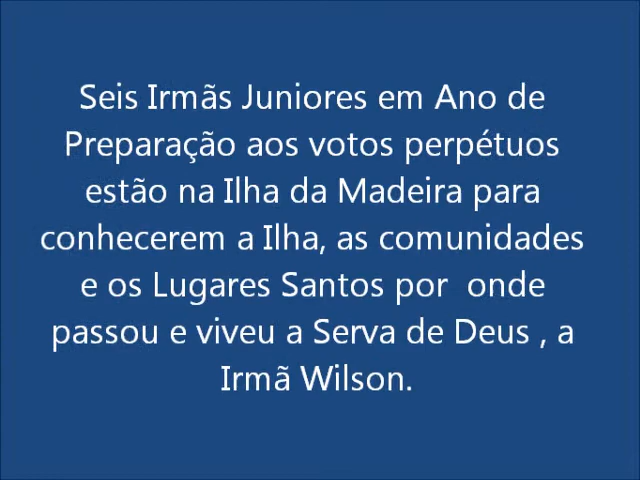 Seis Irmãs Juniores em Ano de
Preparação aos votos perpétuos
estão na Ilha da Madeira para
conhecerem a Ilha, as comunidades
e os Lugares Santos por  onde
passou e viveu a Serva de Deus , a
Irmã Wilson.